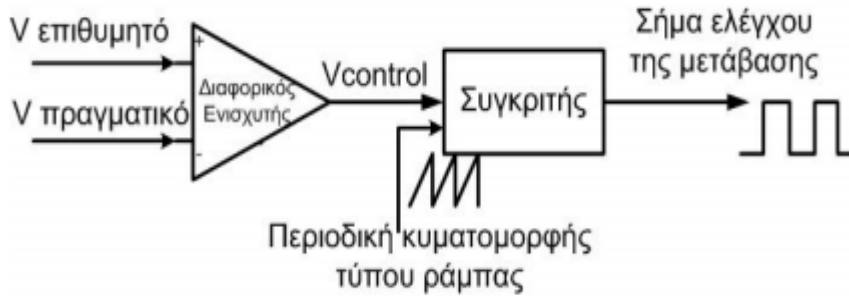 V επιθυμητό
V πραγματικό
+
-
Διαφορικός
Ενισχυτής
Vcontrol
Συγκριτής
Σήμα ελέγχου
της μετάβασης
Περιοδική κυματομορφής
τύπου ράμπας